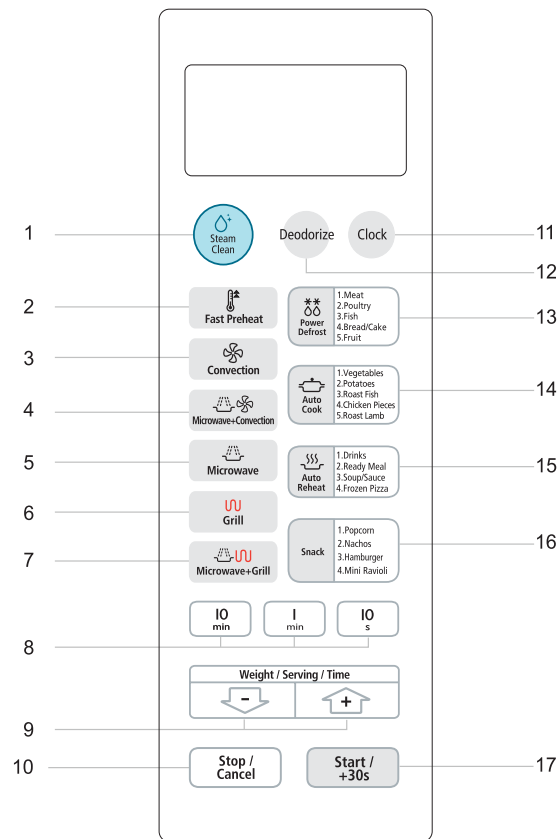 1
Steam
Clean
Deodorize
Clock
11
12
2
Fast Preheat
Power
Defrost
1.Meat
2.Poultry
3.Fish
4.Bread/Cake
5.Fruit
13
3
Convection
4
Microwave+Convection
Auto
Cook
1.Vegetables
2.Potatoes
3.Roast Fish
4.Chicken Pieces
5.Roast Lamb
14
5
Microwave
Auto
Reheat
1.Drinks
2.Ready Meal
3.Soup/Sauce
4.Frozen Pizza
15
6
Grill
7
Microwave+Grill
Snack
1.Popcorn
2.Nachos
3.Hamburger
4.Mini Ravioli
16
10
min
1
min
10
s
8
Weight / Serving / Time
-
+
9
10
Stop /
Cancel
Start /
+30s
17